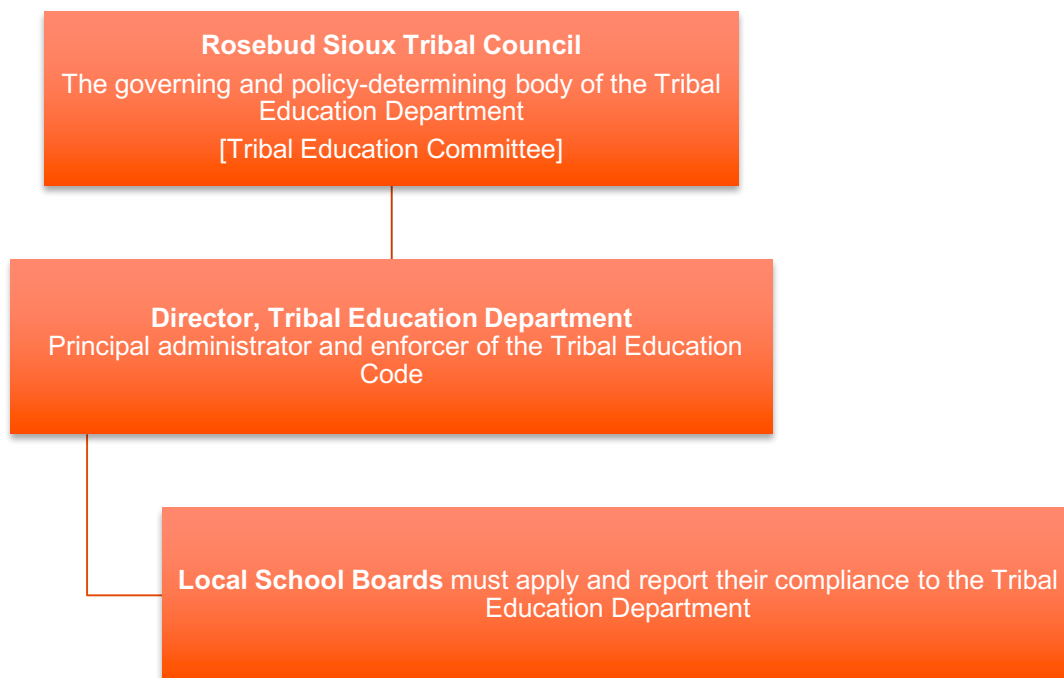 Rosebud Sioux Tribal Council
The governing and policy-determining body of the Tribal
Education Department
[Tribal Education Committee]
Director, Tribal Education Department
Principal administrator and enforcer of the Tribal Education
Code
Local School Boards must apply and report their compliance to the Tribal
Education Department